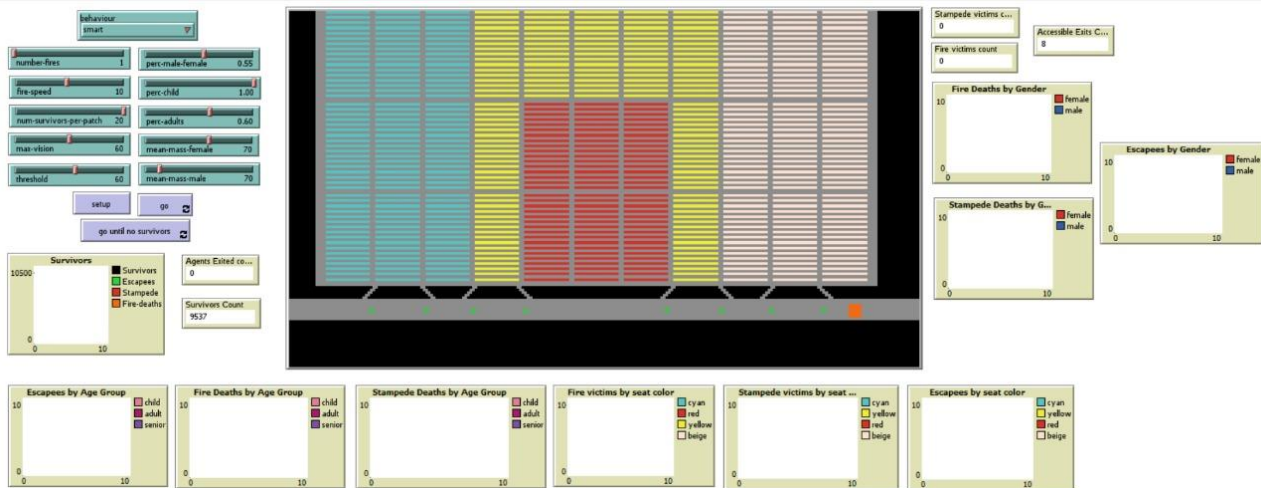 behaviour
smart
number-fires 1
perc-male-female 0.55
fire-speed 10
perc-child 1.00
num-survivors-per-patch 20
perc-adults 0.60
max-vision 60
mean-mass-female 70
threshold 60
mean-mass-male 70
setup
go
go until no survivors
Survivors
10500
0
0 10
Survivors
Escapees
Stampede
Fire-deaths
Agents Exited co...
0
Survivors Count
9537
Stampede victims c...
0
Fire victims count
0
Accessible Exits C...
8
Fire Deaths by Gender
10
0
0 10
female
male
Escapees by Gender
10
0
0 10
female
male
Stampede Deaths by G...
10
0
0 10
female
male
Escapees by Age Group
10
0
0 10
child
adult
senior
Fire Deaths by Age Group
10
0
0 10
child
adult
senior
Stampede Deaths by Age Group
10
0
0 10
child
adult
senior
Fire victims by seat color
10
0
0 10
cyan
red
yellow
beige
Stampede victims by seat ...
10
0
0 10
cyan
yellow
red
beige
Escapees by seat color
10
0
0 10
cyan
yellow
red
beige